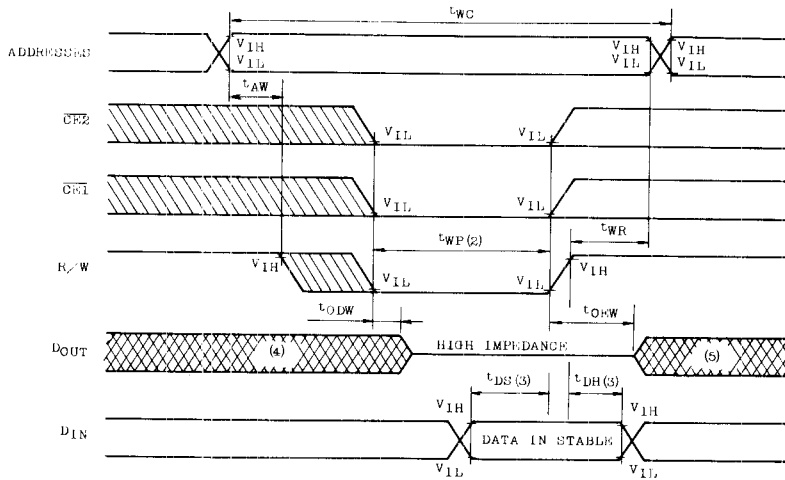 tWC
ADDRESSES VIH VIL VIH VIL VIH VIL
tAW
CE2 VIL VIL
CE1 VIL VIL
tWP(2) tWR
R/W VIH VIL VIL VIH
tODW tOEW
DOUT (4) HIGH IMPEDANCE (5)
tDS(3) tDH(3)
VIH VIH
DIN DATA IN STABLE
VIL VIL